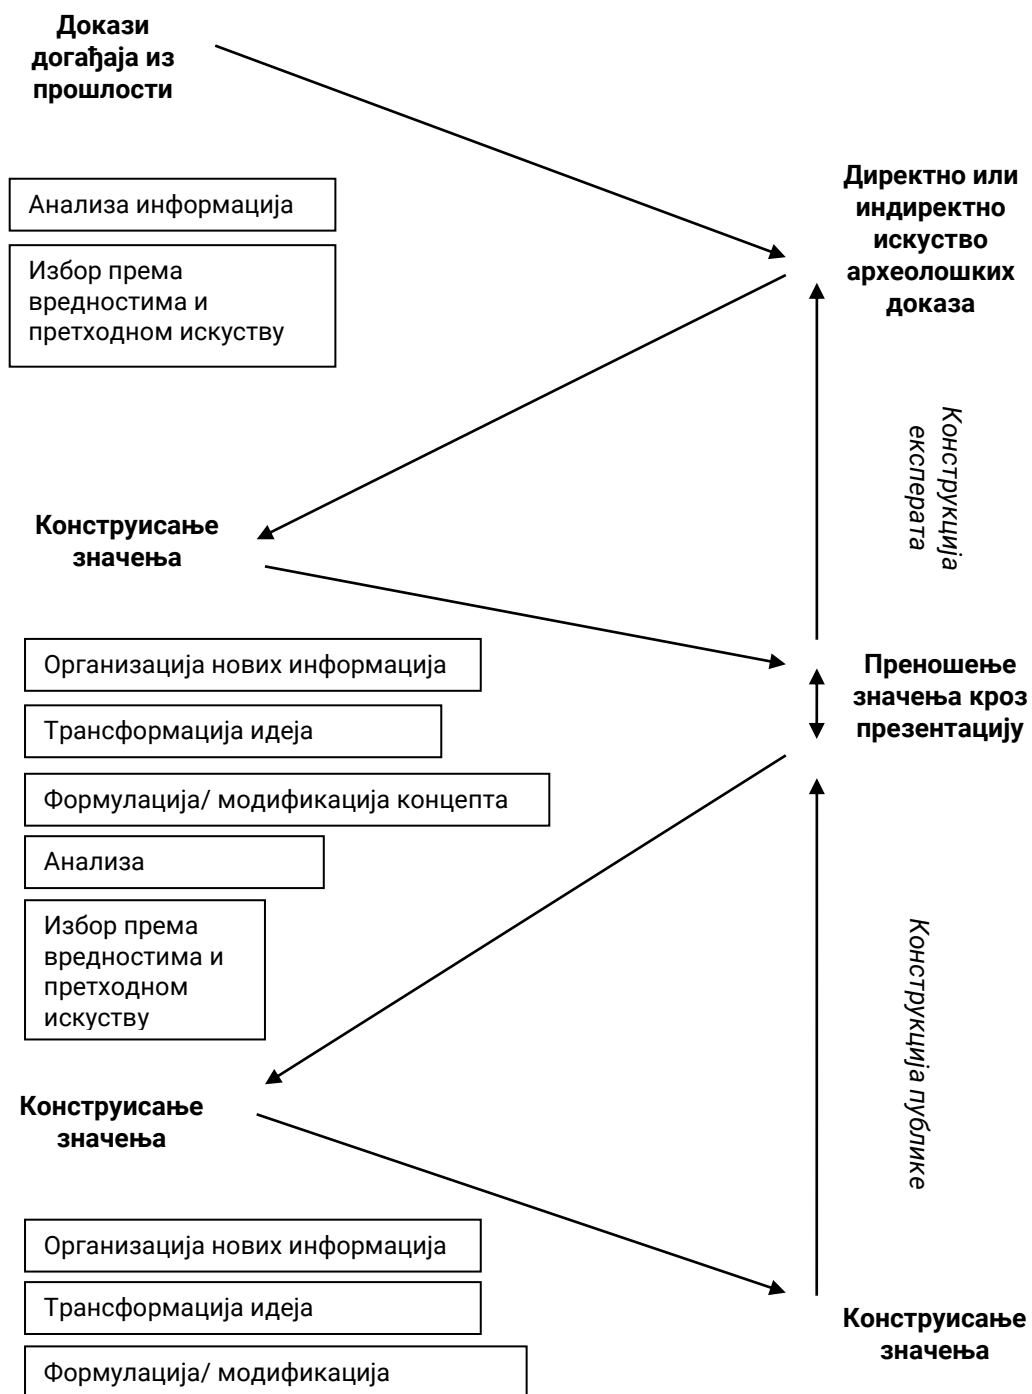 Докази
догађаја из
прошлости
Директно или
индиректно
искуство
археолошких
доказа
Анализа информација
Избор према
вредностима и
претходном искуству
Конструкција
експерата
Конструисање
значења
Организација нових информација
Преношење
значења кроз
презентацију
Трансформација идеја
Формулација/ модификација концепта
Анализа
Избор према
вредностима и
претходном
искуству
Конструкција публике
Конструисање
значења
Организација нових информација
Трансформација идеја
Конструисање
значења
Формулација/ модификација